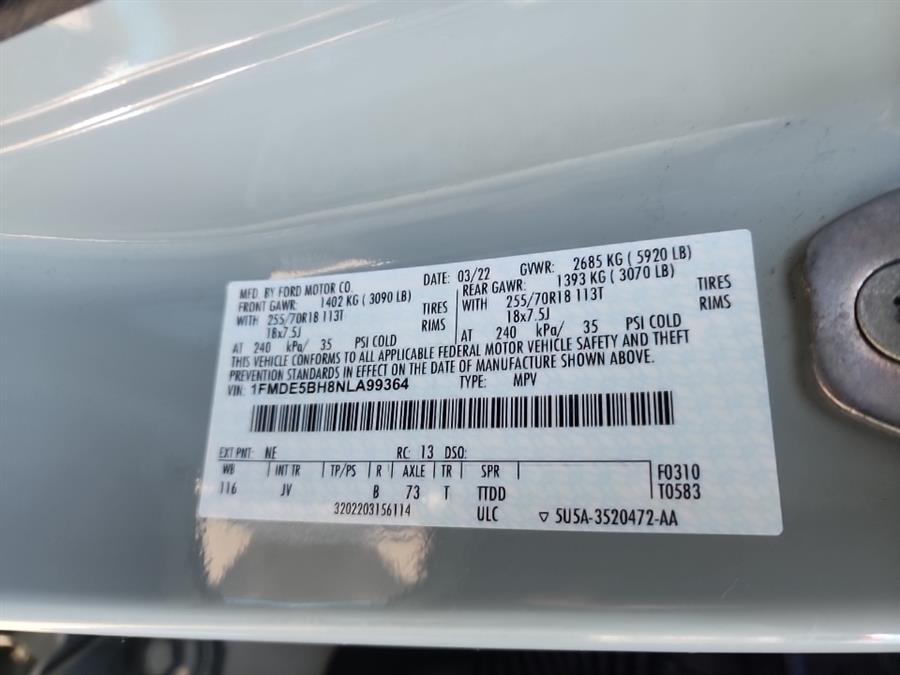 MFD. BY FORD MOTOR CO. DATE: 03/22 GVWR: 2685 KG ( 5920 LB)
FRONT GAWR: 1402 KG ( 3090 LB) REAR GAWR: 1393 KG ( 3070 LB)
WITH 255/70R18 113T TIRES WITH 255/70R18 113T TIRES
18x7.5J RIMS 18x7.5J RIMS
AT 240 kPa/ 35 PSI COLD AT 240 kPa/ 35 PSI COLD
THIS VEHICLE CONFORMS TO ALL APPLICABLE FEDERAL MOTOR VEHICLE SAFETY AND THEFT
PREVENTION STANDARDS IN EFFECT ON THE DATE OF MANUFACTURE SHOWN ABOVE.
VIN: 1FMDE5BH8NLA99364 TYPE: MPV
EXT PNT: NE RC: 13 DSO:
WB INT TR TP/PS R AXLE TR SPR F0310
116 JV B 73 T TTDD T0583
3202203156114 ULC ▽ 5U5A-3520472-AA